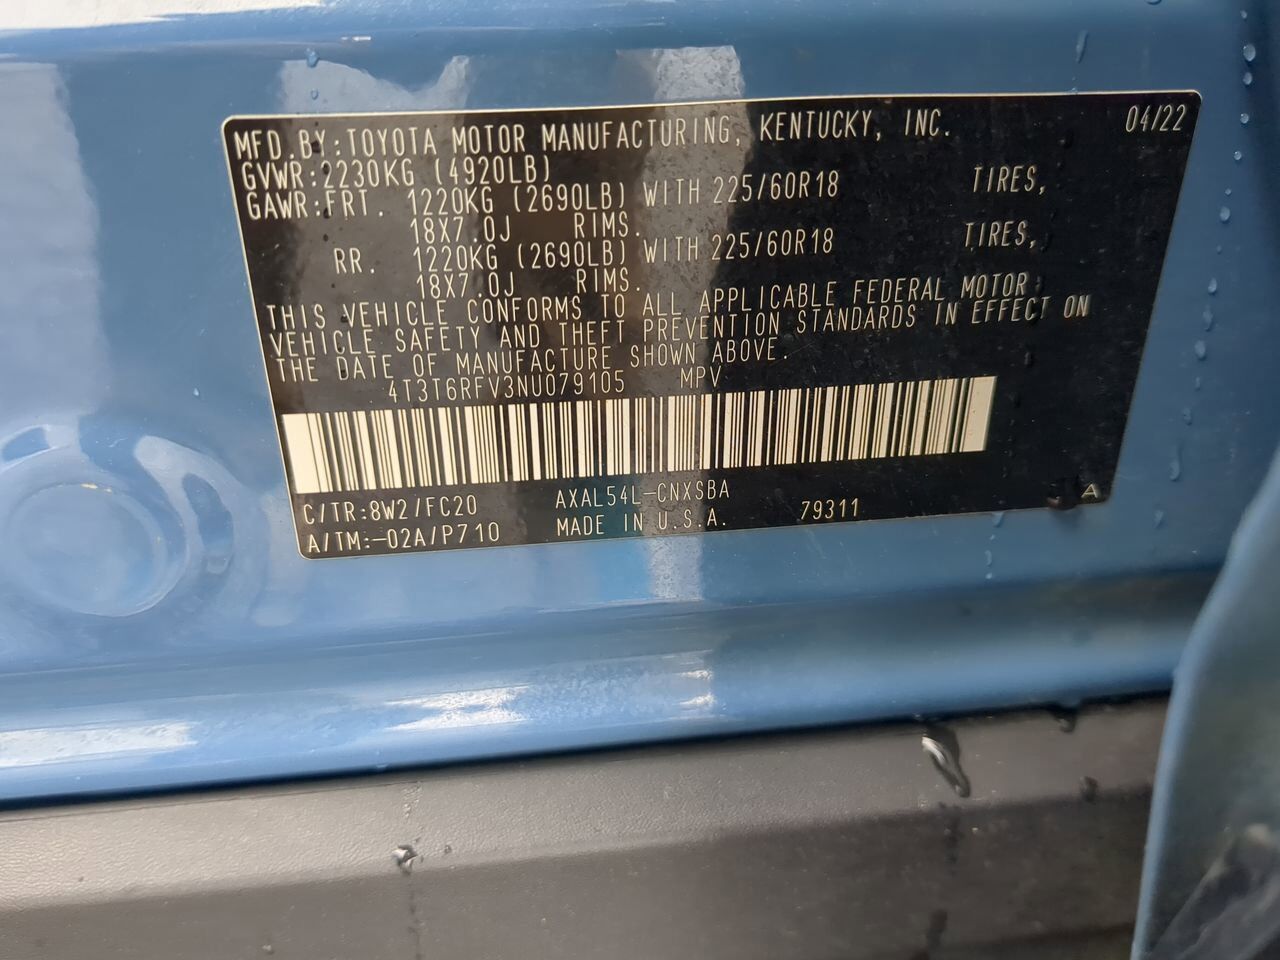 MFD.BY:TOYOTA MOTOR MANUFACTURING, KENTUCKY, INC. 04/22
GVWR:2230KG (4920LB)
GAWR:FRT. 1220KG (2690LB) WITH 225/60R18 TIRES,
18X7.0J RIMS.
RR. 1220KG (2690LB) WITH 225/60R18 TIRES,
18X7.0J RIMS.
THIS VEHICLE CONFORMS TO ALL APPLICABLE FEDERAL MOTOR
VEHICLE SAFETY AND THEFT PREVENTION STANDARDS IN EFFECT ON
THE DATE OF MANUFACTURE SHOWN ABOVE.
4T3T6RFV3NU079105 MPV
C/TR:8W2/FC20 AXAL54L-CNXSBA
A/TM:-02A/P710 MADE IN U.S.A. 79311 A